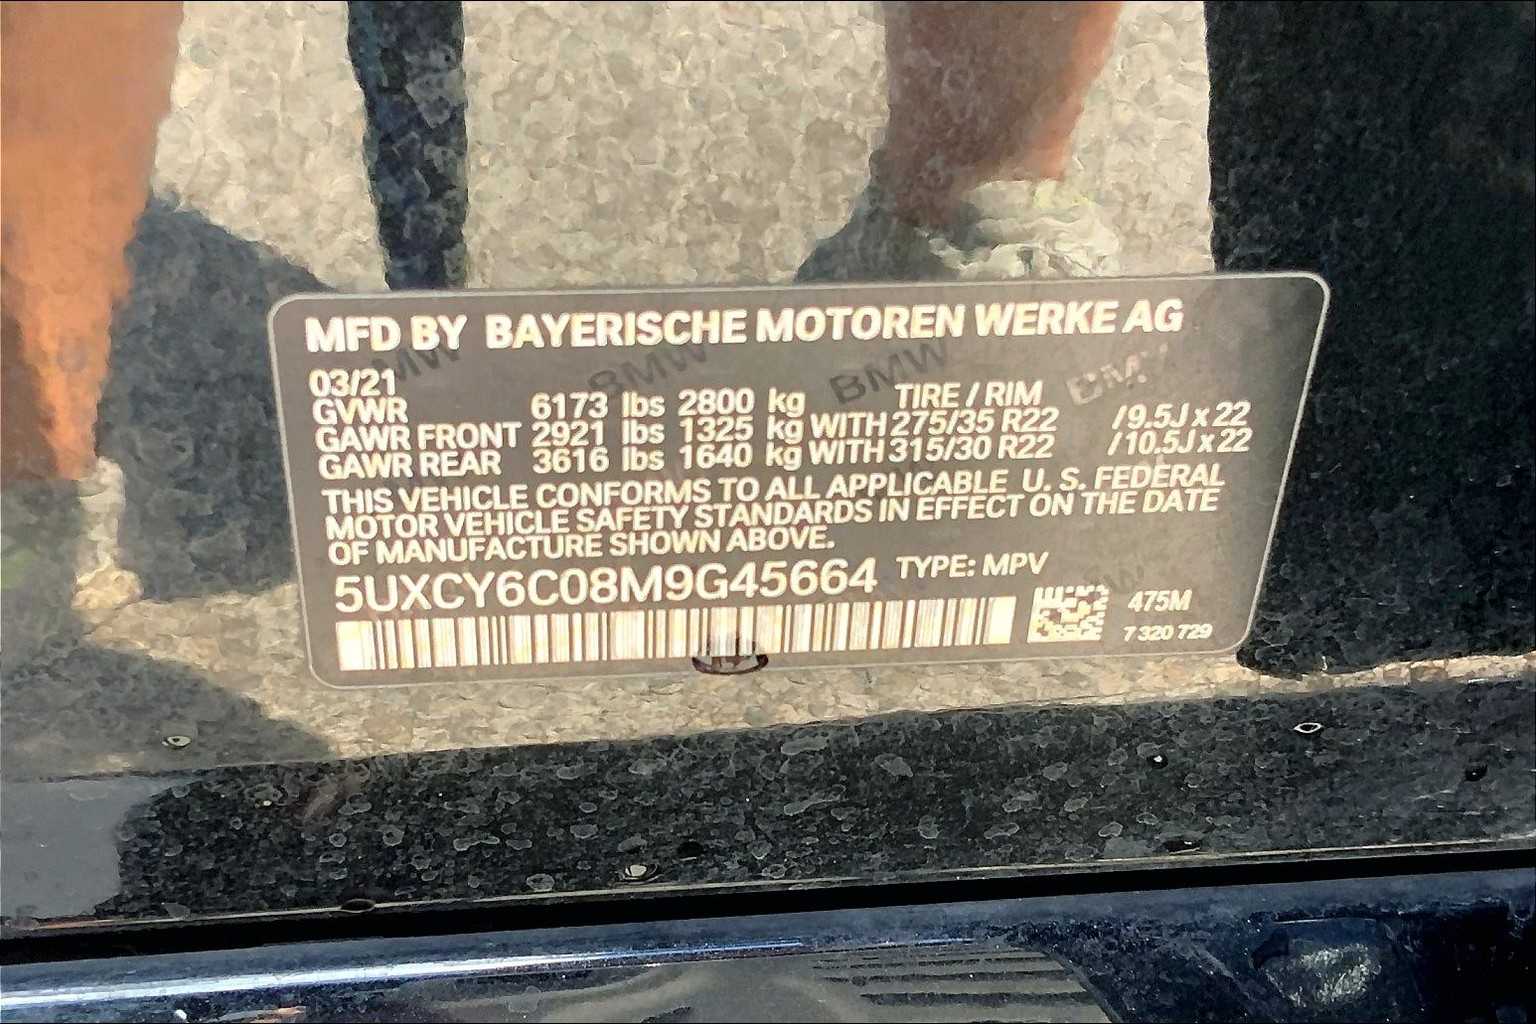 MFD BY BAYERISCHE MOTOREN WERKE AG
BMW BMW BMW
03/21 TIRE / RIM
GVWR 6173 lbs 2800 kg
GAWR FRONT 2921 lbs 1325 kg WITH 275/35 R22 / 9.5J x 22
GAWR REAR 3616 lbs 1640 kg WITH 315/30 R22 / 10.5J x 22
THIS VEHICLE CONFORMS TO ALL APPLICABLE U. S. FEDERAL
MOTOR VEHICLE SAFETY STANDARDS IN EFFECT ON THE DATE
OF MANUFACTURE SHOWN ABOVE.
5UXCY6C08M9G45664 TYPE: MPV
475M
7 320 729